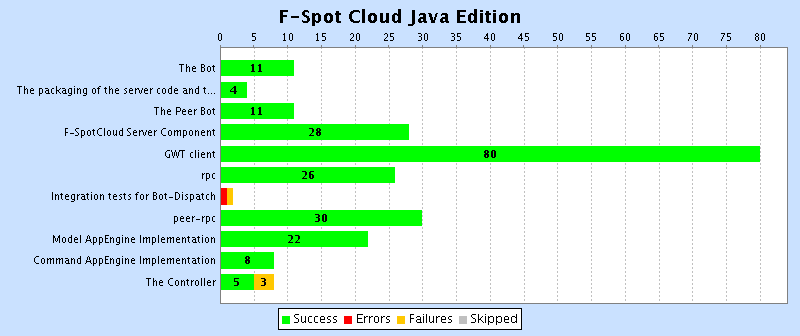 F-Spot Cloud Java Edition
0 5 10 15 20 25 30 35 40 45 50 55 60 65 70 75 80
The Bot 11
The packaging of the server code and t... 4
The Peer Bot 11
F-SpotCloud Server Component 28
GWT client 80
rpc 26
Integration tests for Bot-Dispatch
peer-rpc 30
Model AppEngine Implementation 22
Command AppEngine Implementation 8
The Controller 5 3
Success Errors Failures Skipped